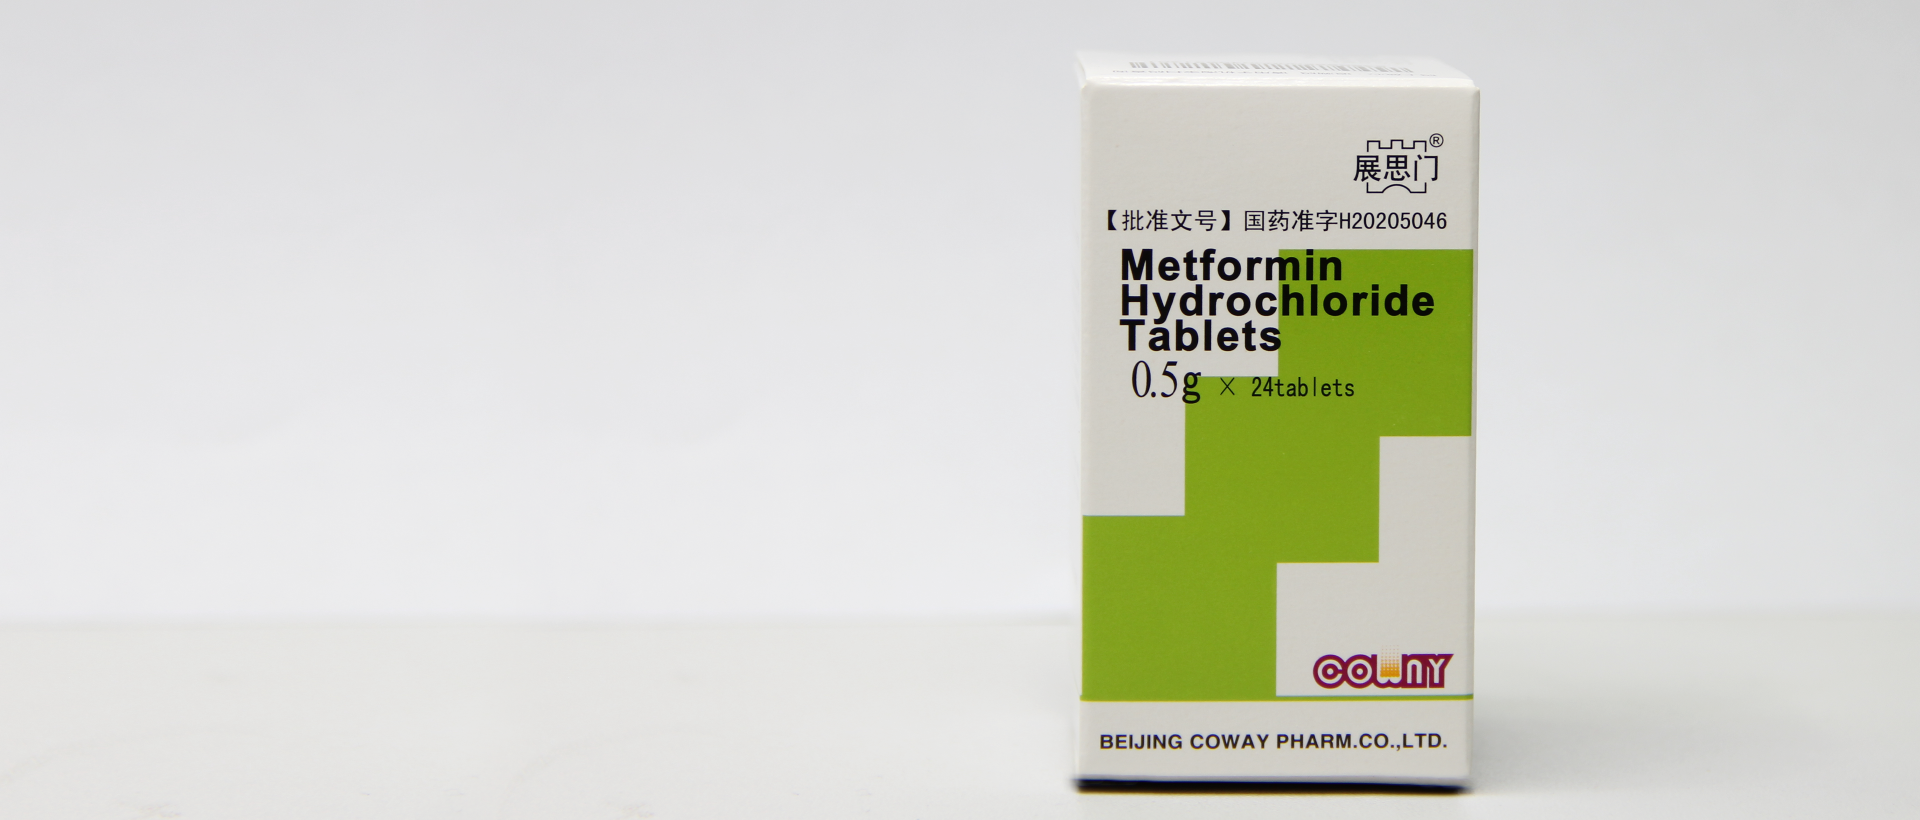 展思门®
【批准文号】国药准字H20205046
Metformin
Hydrochloride
Tablets
0.5g × 24tablets
COWAY
BEIJING COWAY PHARM.CO.,LTD.